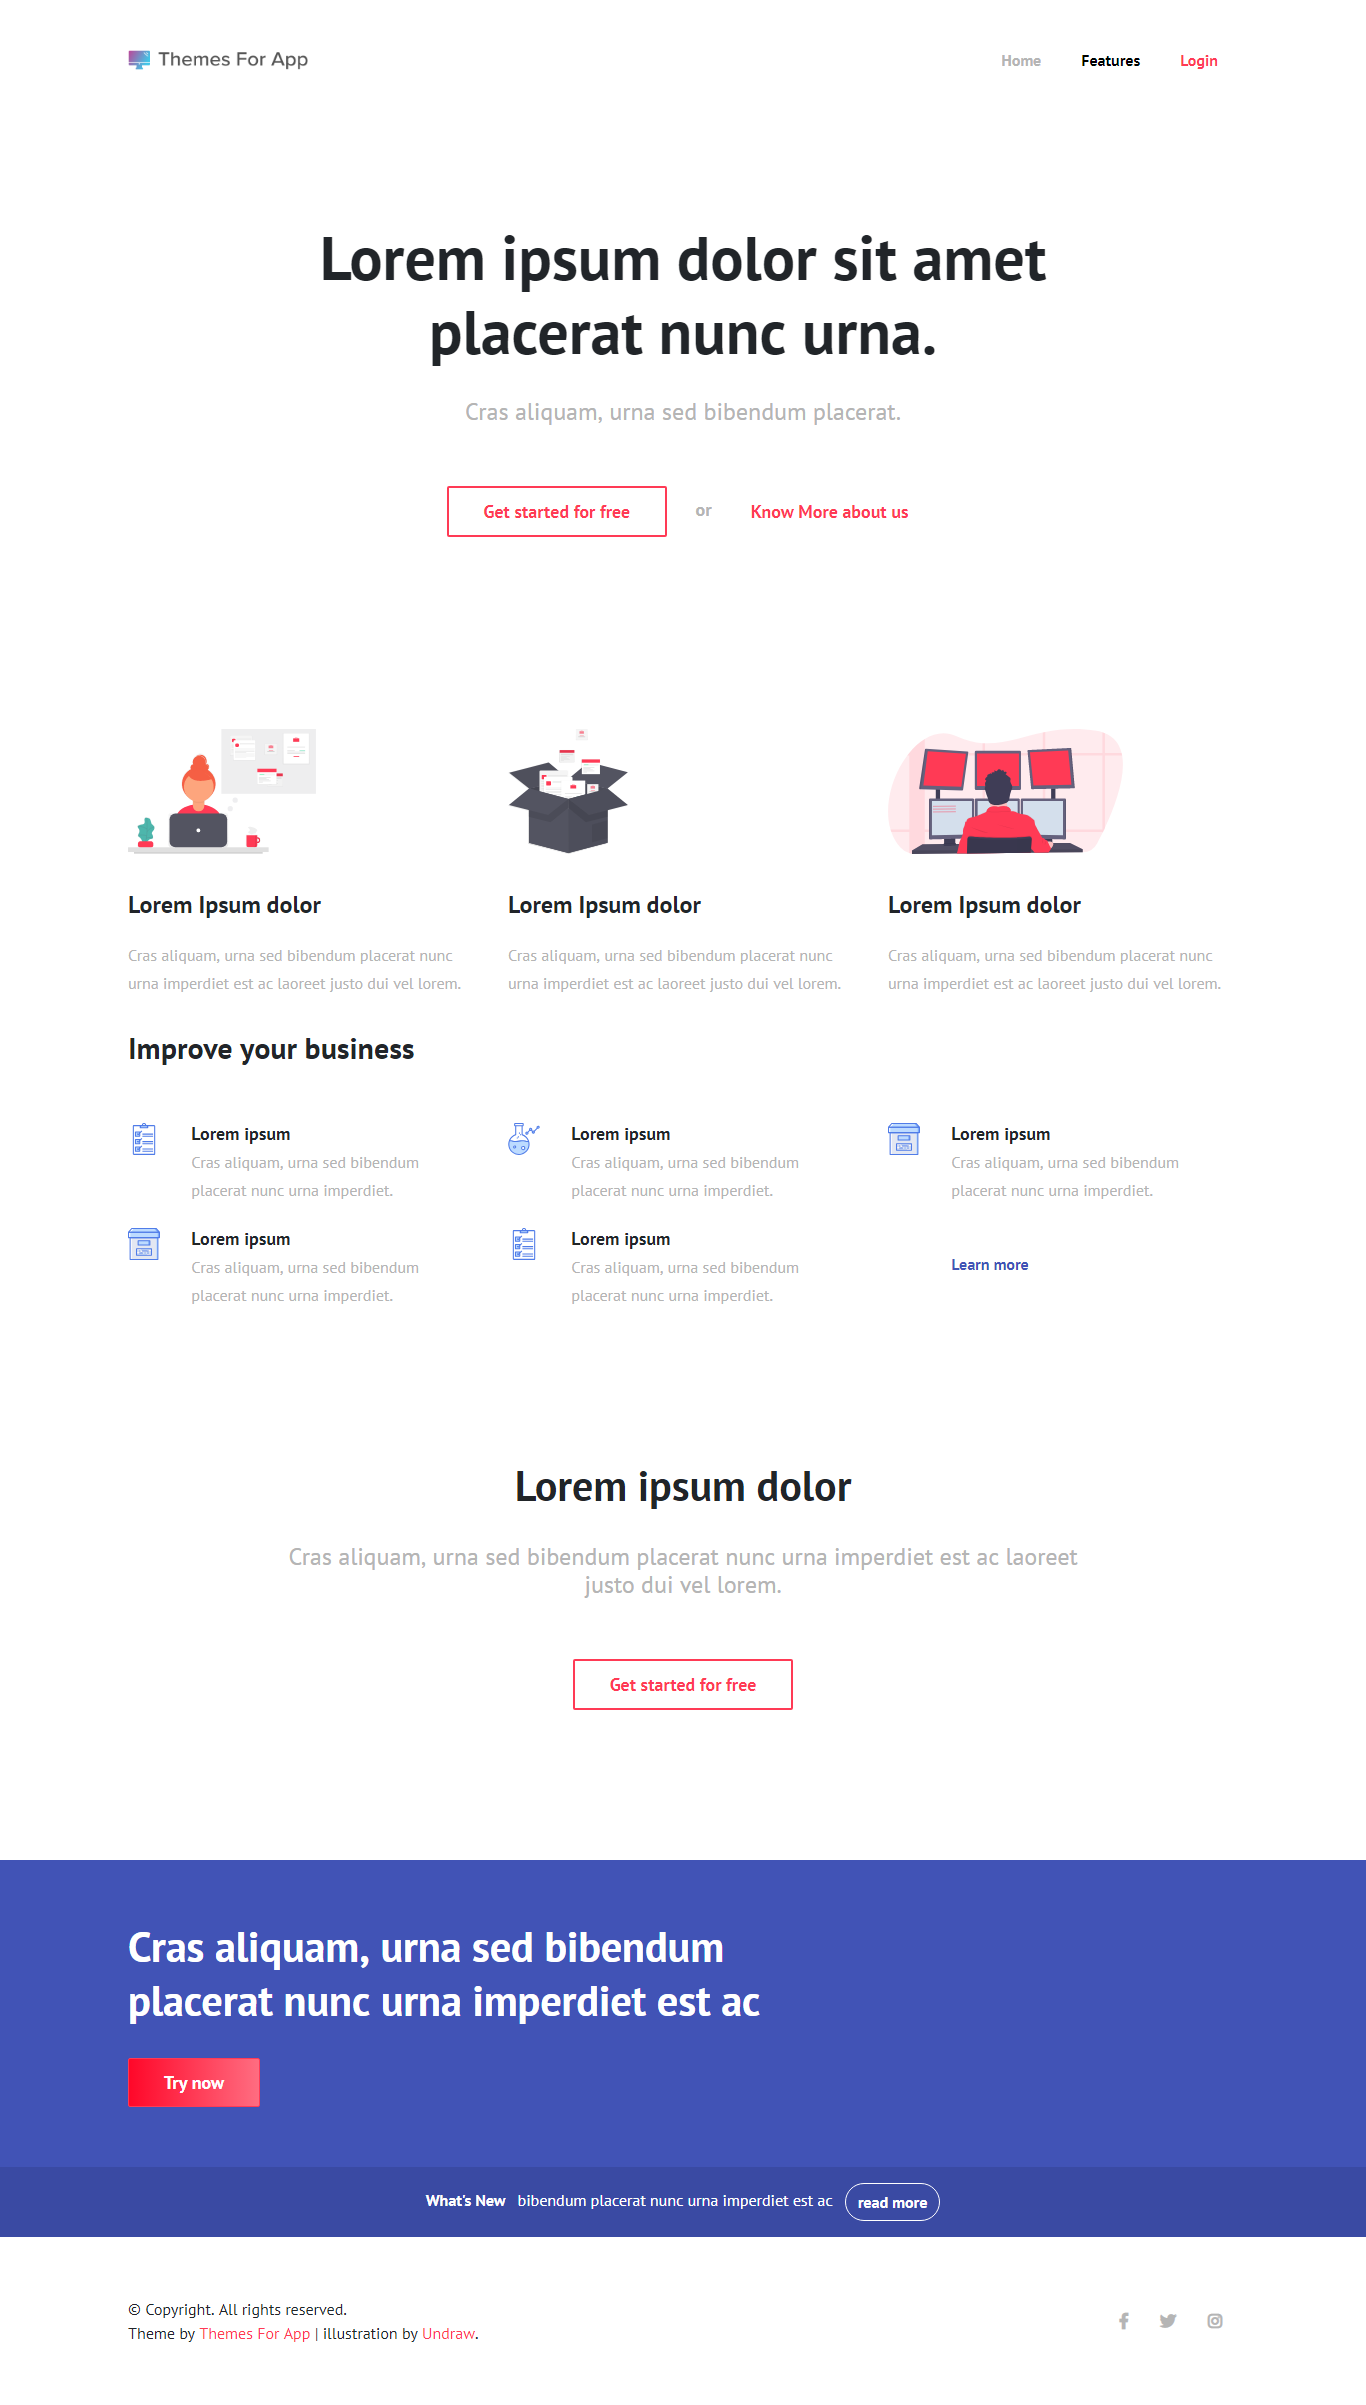 Themes For App
Home Features Login
Lorem ipsum dolor sit amet
placerat nunc urna.
Cras aliquam, urna sed bibendum placerat.
Get started for free or Know More about us
Lorem Ipsum dolor
Cras aliquam, urna sed bibendum placerat nunc
urna imperdiet est ac laoreet justo dui vel lorem.
Lorem Ipsum dolor
Cras aliquam, urna sed bibendum placerat nunc
urna imperdiet est ac laoreet justo dui vel lorem.
Lorem Ipsum dolor
Cras aliquam, urna sed bibendum placerat nunc
urna imperdiet est ac laoreet justo dui vel lorem.
Improve your business
Lorem ipsum
Cras aliquam, urna sed bibendum
placerat nunc urna imperdiet.
Lorem ipsum
Cras aliquam, urna sed bibendum
placerat nunc urna imperdiet.
Lorem ipsum
Cras aliquam, urna sed bibendum
placerat nunc urna imperdiet.
Lorem ipsum
Cras aliquam, urna sed bibendum
placerat nunc urna imperdiet.
Lorem ipsum
Cras aliquam, urna sed bibendum
placerat nunc urna imperdiet.
Learn more
Lorem ipsum dolor
Cras aliquam, urna sed bibendum placerat nunc urna imperdiet est ac laoreet
justo dui vel lorem.
Get started for free
Cras aliquam, urna sed bibendum
placerat nunc urna imperdiet est ac
Try now
What's New bibendum placerat nunc urna imperdiet est ac read more
© Copyright. All rights reserved.
Theme by Themes For App | illustration by Undraw.